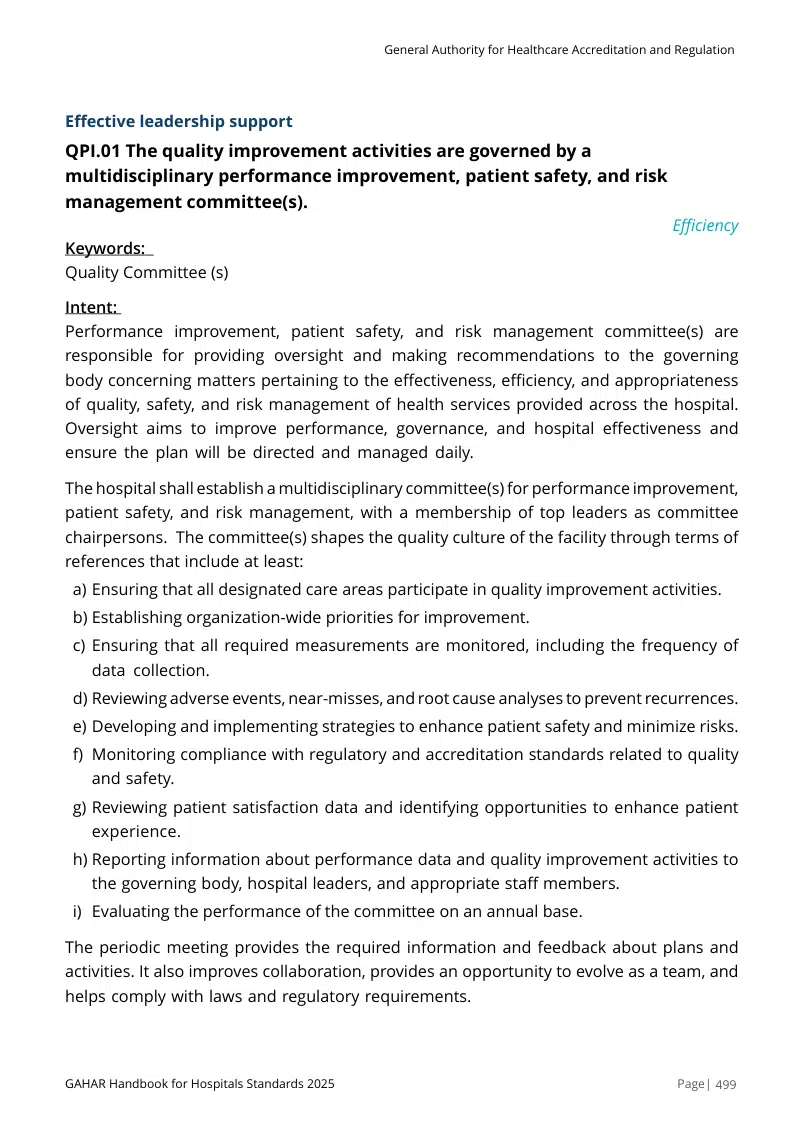 General Authority for Healthcare Accreditation and Regulation
Effective leadership support
QPI.01 The quality improvement activities are governed by a
multidisciplinary performance improvement, patient safety, and risk
management committee(s).
Efficiency
Keywords:
Quality Committee (s)
Intent:
Performance improvement, patient safety, and risk management committee(s) are
responsible for providing oversight and making recommendations to the governing
body concerning matters pertaining to the effectiveness, efficiency, and appropriateness
of quality, safety, and risk management of health services provided across the hospital.
Oversight aims to improve performance, governance, and hospital effectiveness and
ensure the plan will be directed and managed daily.
The hospital shall establish a multidisciplinary committee(s) for performance improvement,
patient safety, and risk management, with a membership of top leaders as committee
chairpersons. The committee(s) shapes the quality culture of the facility through terms of
references that include at least:
a) Ensuring that all designated care areas participate in quality improvement activities.
b) Establishing organization-wide priorities for improvement.
c) Ensuring that all required measurements are monitored, including the frequency of
data collection.
d) Reviewing adverse events, near-misses, and root cause analyses to prevent recurrences.
e) Developing and implementing strategies to enhance patient safety and minimize risks.
f) Monitoring compliance with regulatory and accreditation standards related to quality
and safety.
g) Reviewing patient satisfaction data and identifying opportunities to enhance patient
experience.
h) Reporting information about performance data and quality improvement activities to
the governing body, hospital leaders, and appropriate staff members.
i) Evaluating the performance of the committee on an annual base.
The periodic meeting provides the required information and feedback about plans and
activities. It also improves collaboration, provides an opportunity to evolve as a team, and
helps comply with laws and regulatory requirements.
GAHAR Handbook for Hospitals Standards 2025
Page| 499